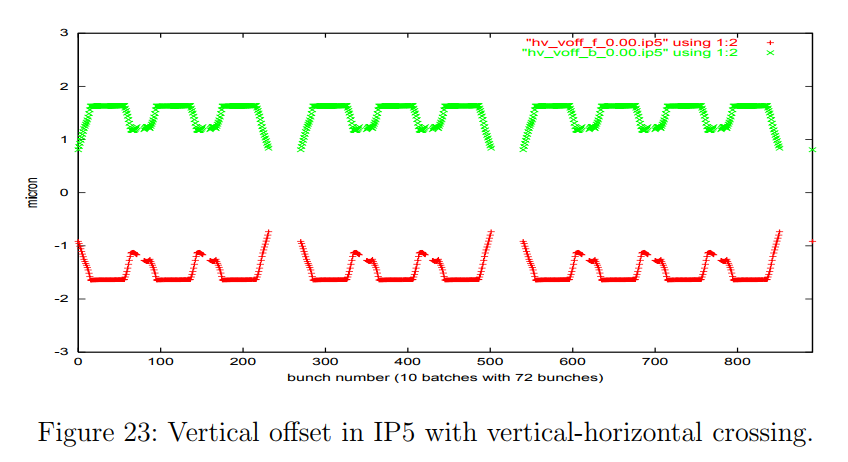 3
"hv_voff_f_0.00.ip5" using 1:2
"hv_voff_b_0.00.ip5" using 1:2
2
1
0
-1
-2
-3
micron
0 100 200 300 400 500 600 700 800
bunch number (10 batches with 72 bunches)
Figure 23: Vertical offset in IP5 with vertical-horizontal crossing.